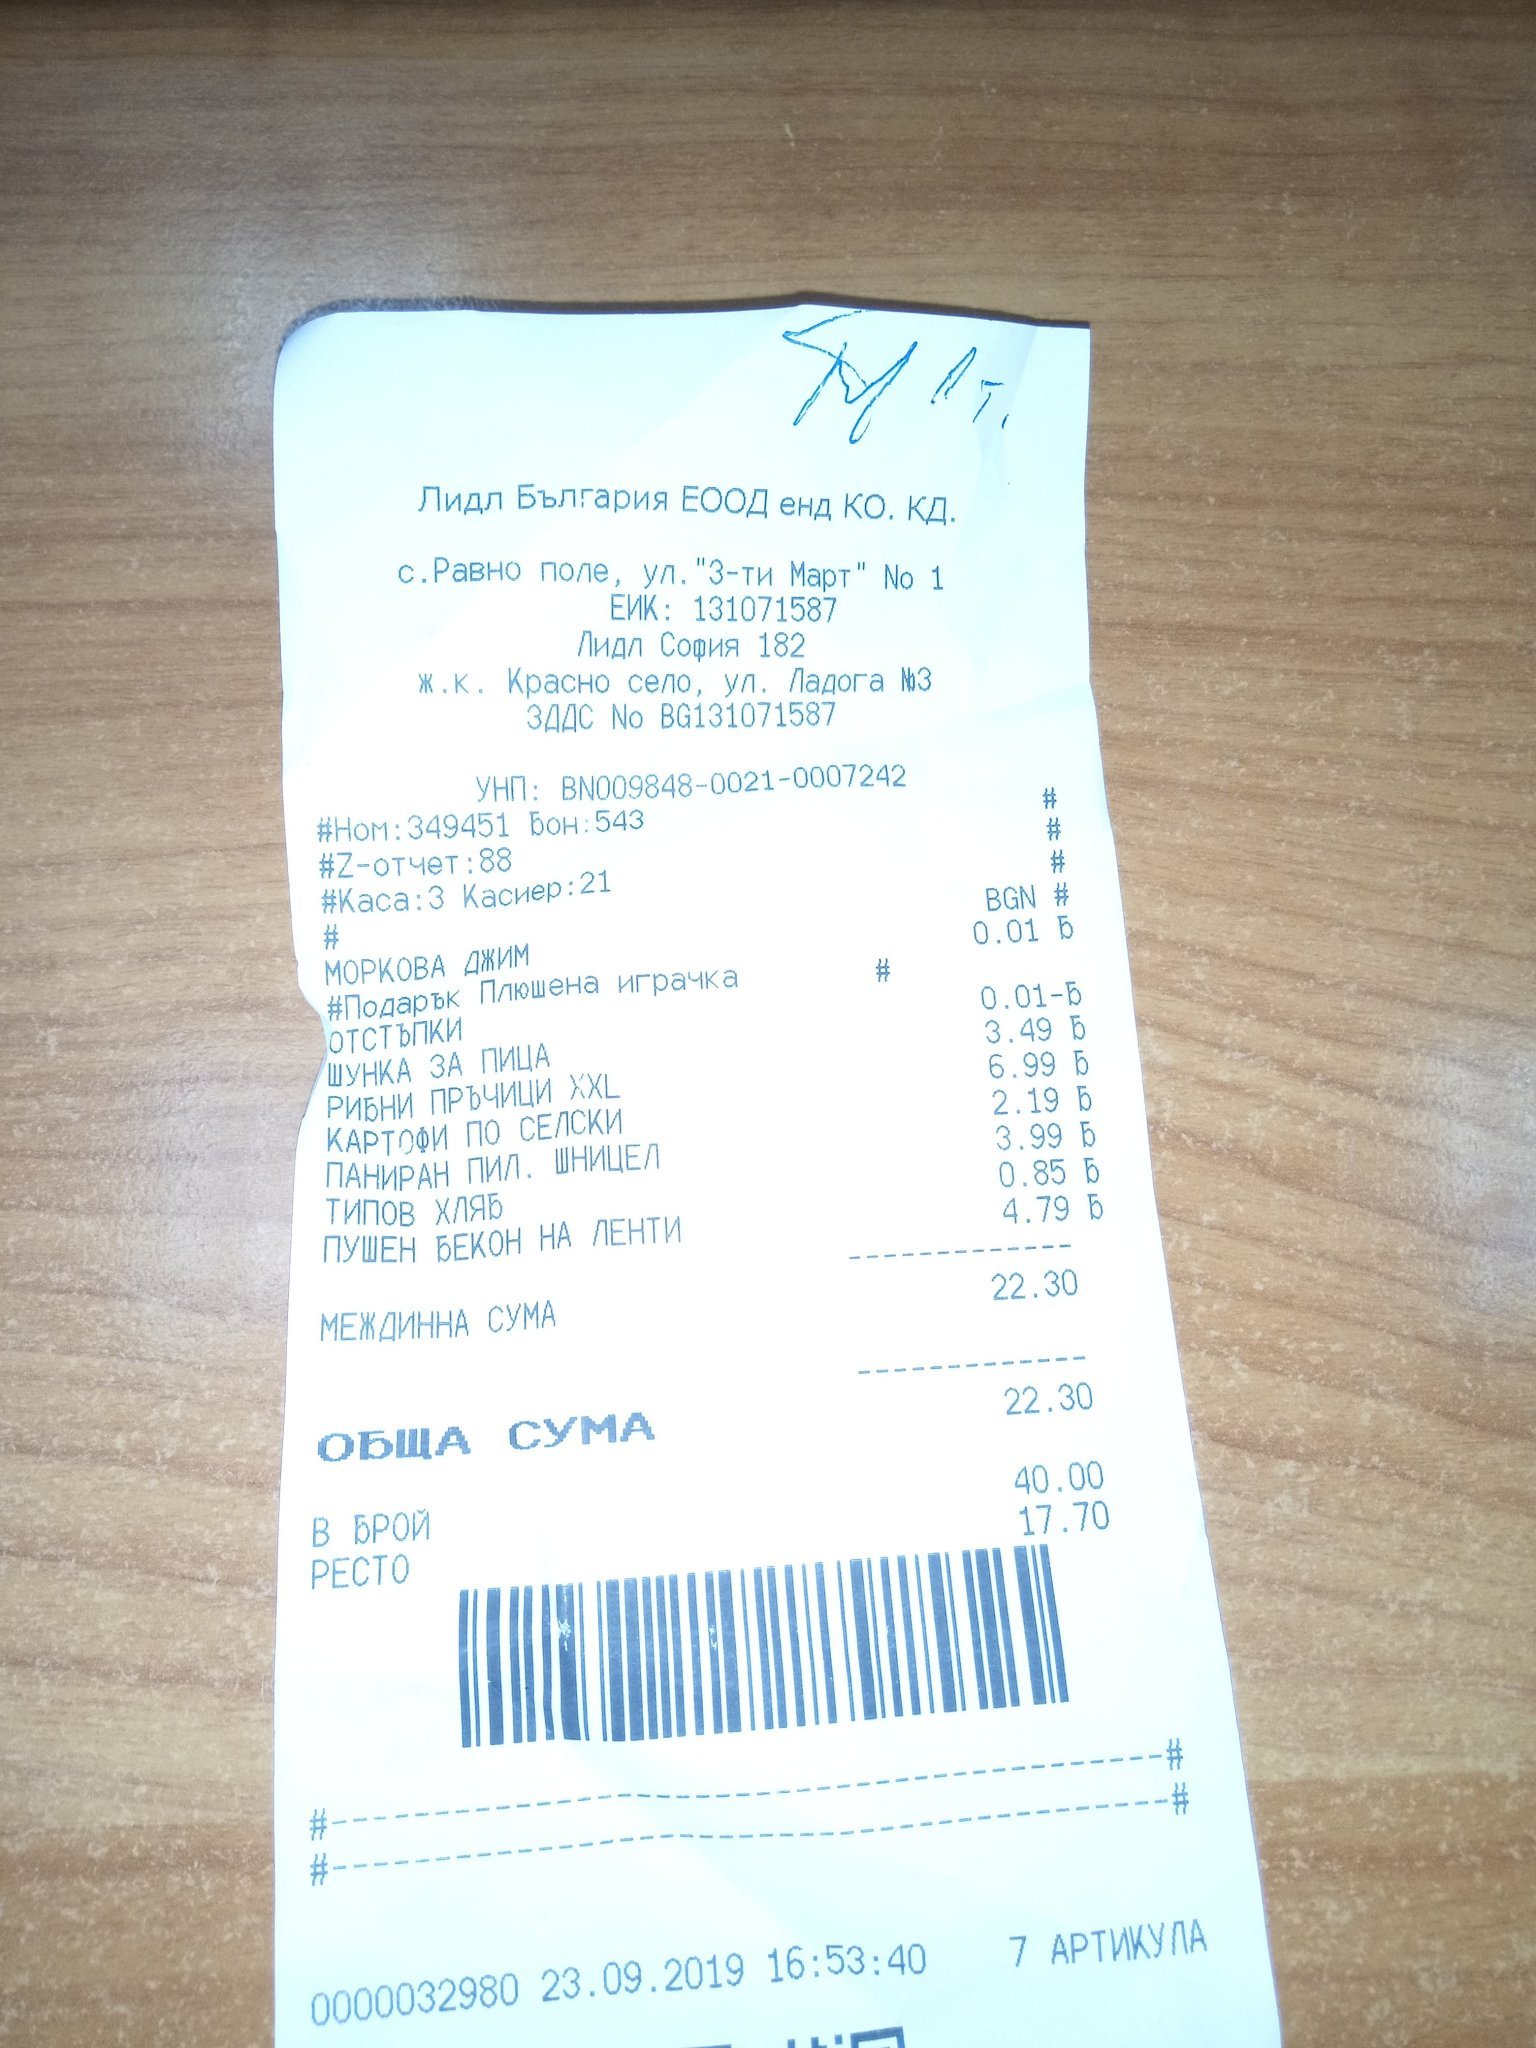 Лидл България ЕООД енд КО. КД.
с.Равно поле, ул."3-ти Март" No 1
ЕИК: 131071587
Лидл София 182
ж.к. Красно село, ул. Ладога №3
ЗДДС No BG131071587
УНП: BN009848-0021-0007242
#Ном:349451 Бон:543 #
#Z-отчет:88 #
#Каса:3 Касиер:21 #
# BGN #
МОРКОВА ДЖИМ 0.01 Б
#Подарък Плюшена играчка #
ОТСТЪПКИ 0.01-Б
ШУНКА ЗА ПИЦА 3.49 Б
РИБНИ ПРЪЧИЦИ XXL 6.99 Б
КАРТОФИ ПО СЕЛСКИ 2.19 Б
ПАНИРАН ПИЛ. ШНИЦЕЛ 3.99 Б
ТИПОВ ХЛЯБ 0.85 Б
ПУШЕН БЕКОН НА ЛЕНТИ 4.79 Б
-------------
МЕЖДИННА СУМА 22.30
-------------
ОБЩА СУМА 22.30
В БРОЙ 40.00
РЕСТО 17.70
#----------------------------------------#
#----------------------------------------#
0000032980 23.09.2019 16:53:40 7 АРТИКУЛА